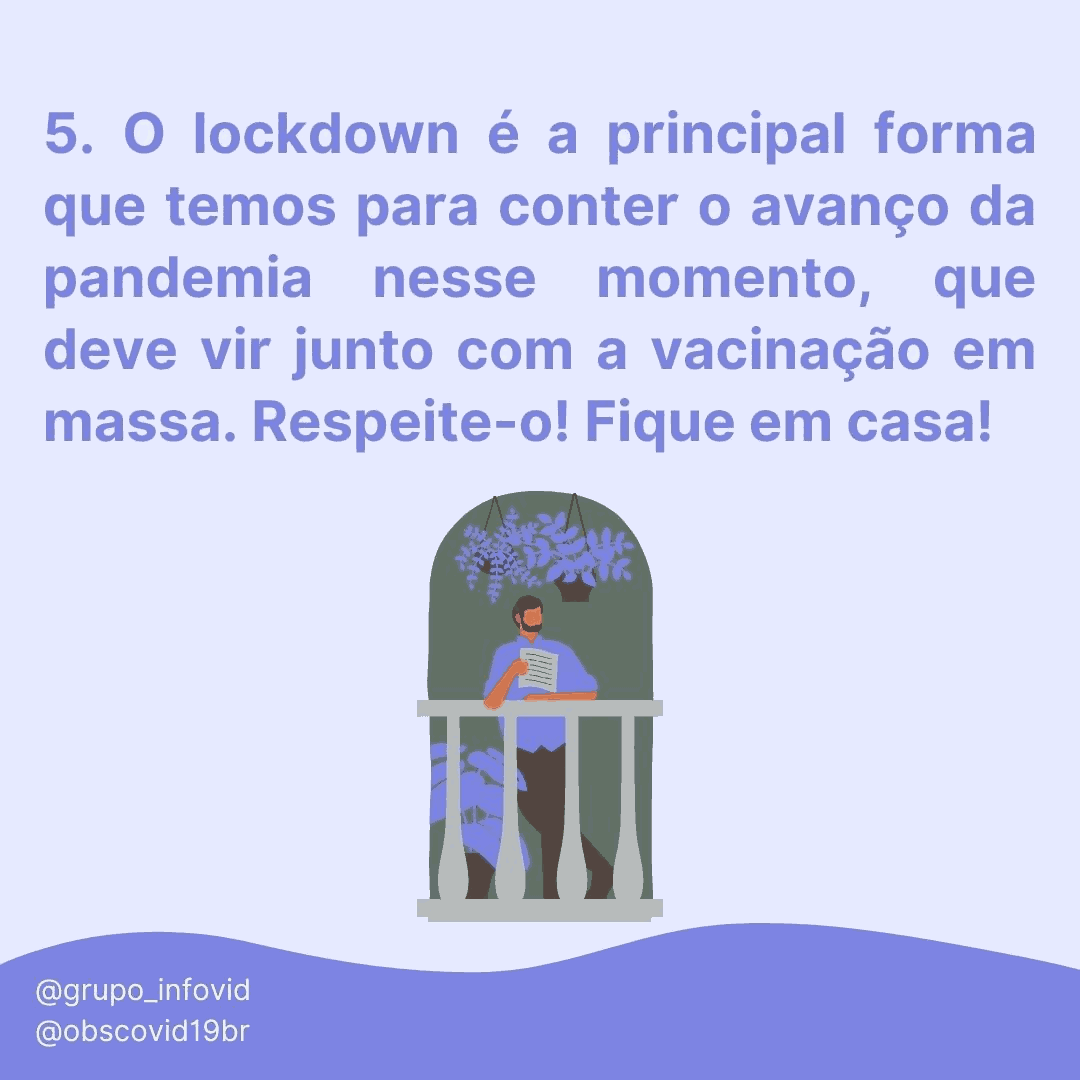 5. O lockdown é a principal forma
que temos para conter o avanço da
pandemia nesse momento, que
deve vir junto com a vacinação em
massa. Respeite-o! Fique em casa!
@grupo_infovid
@obscovid19br